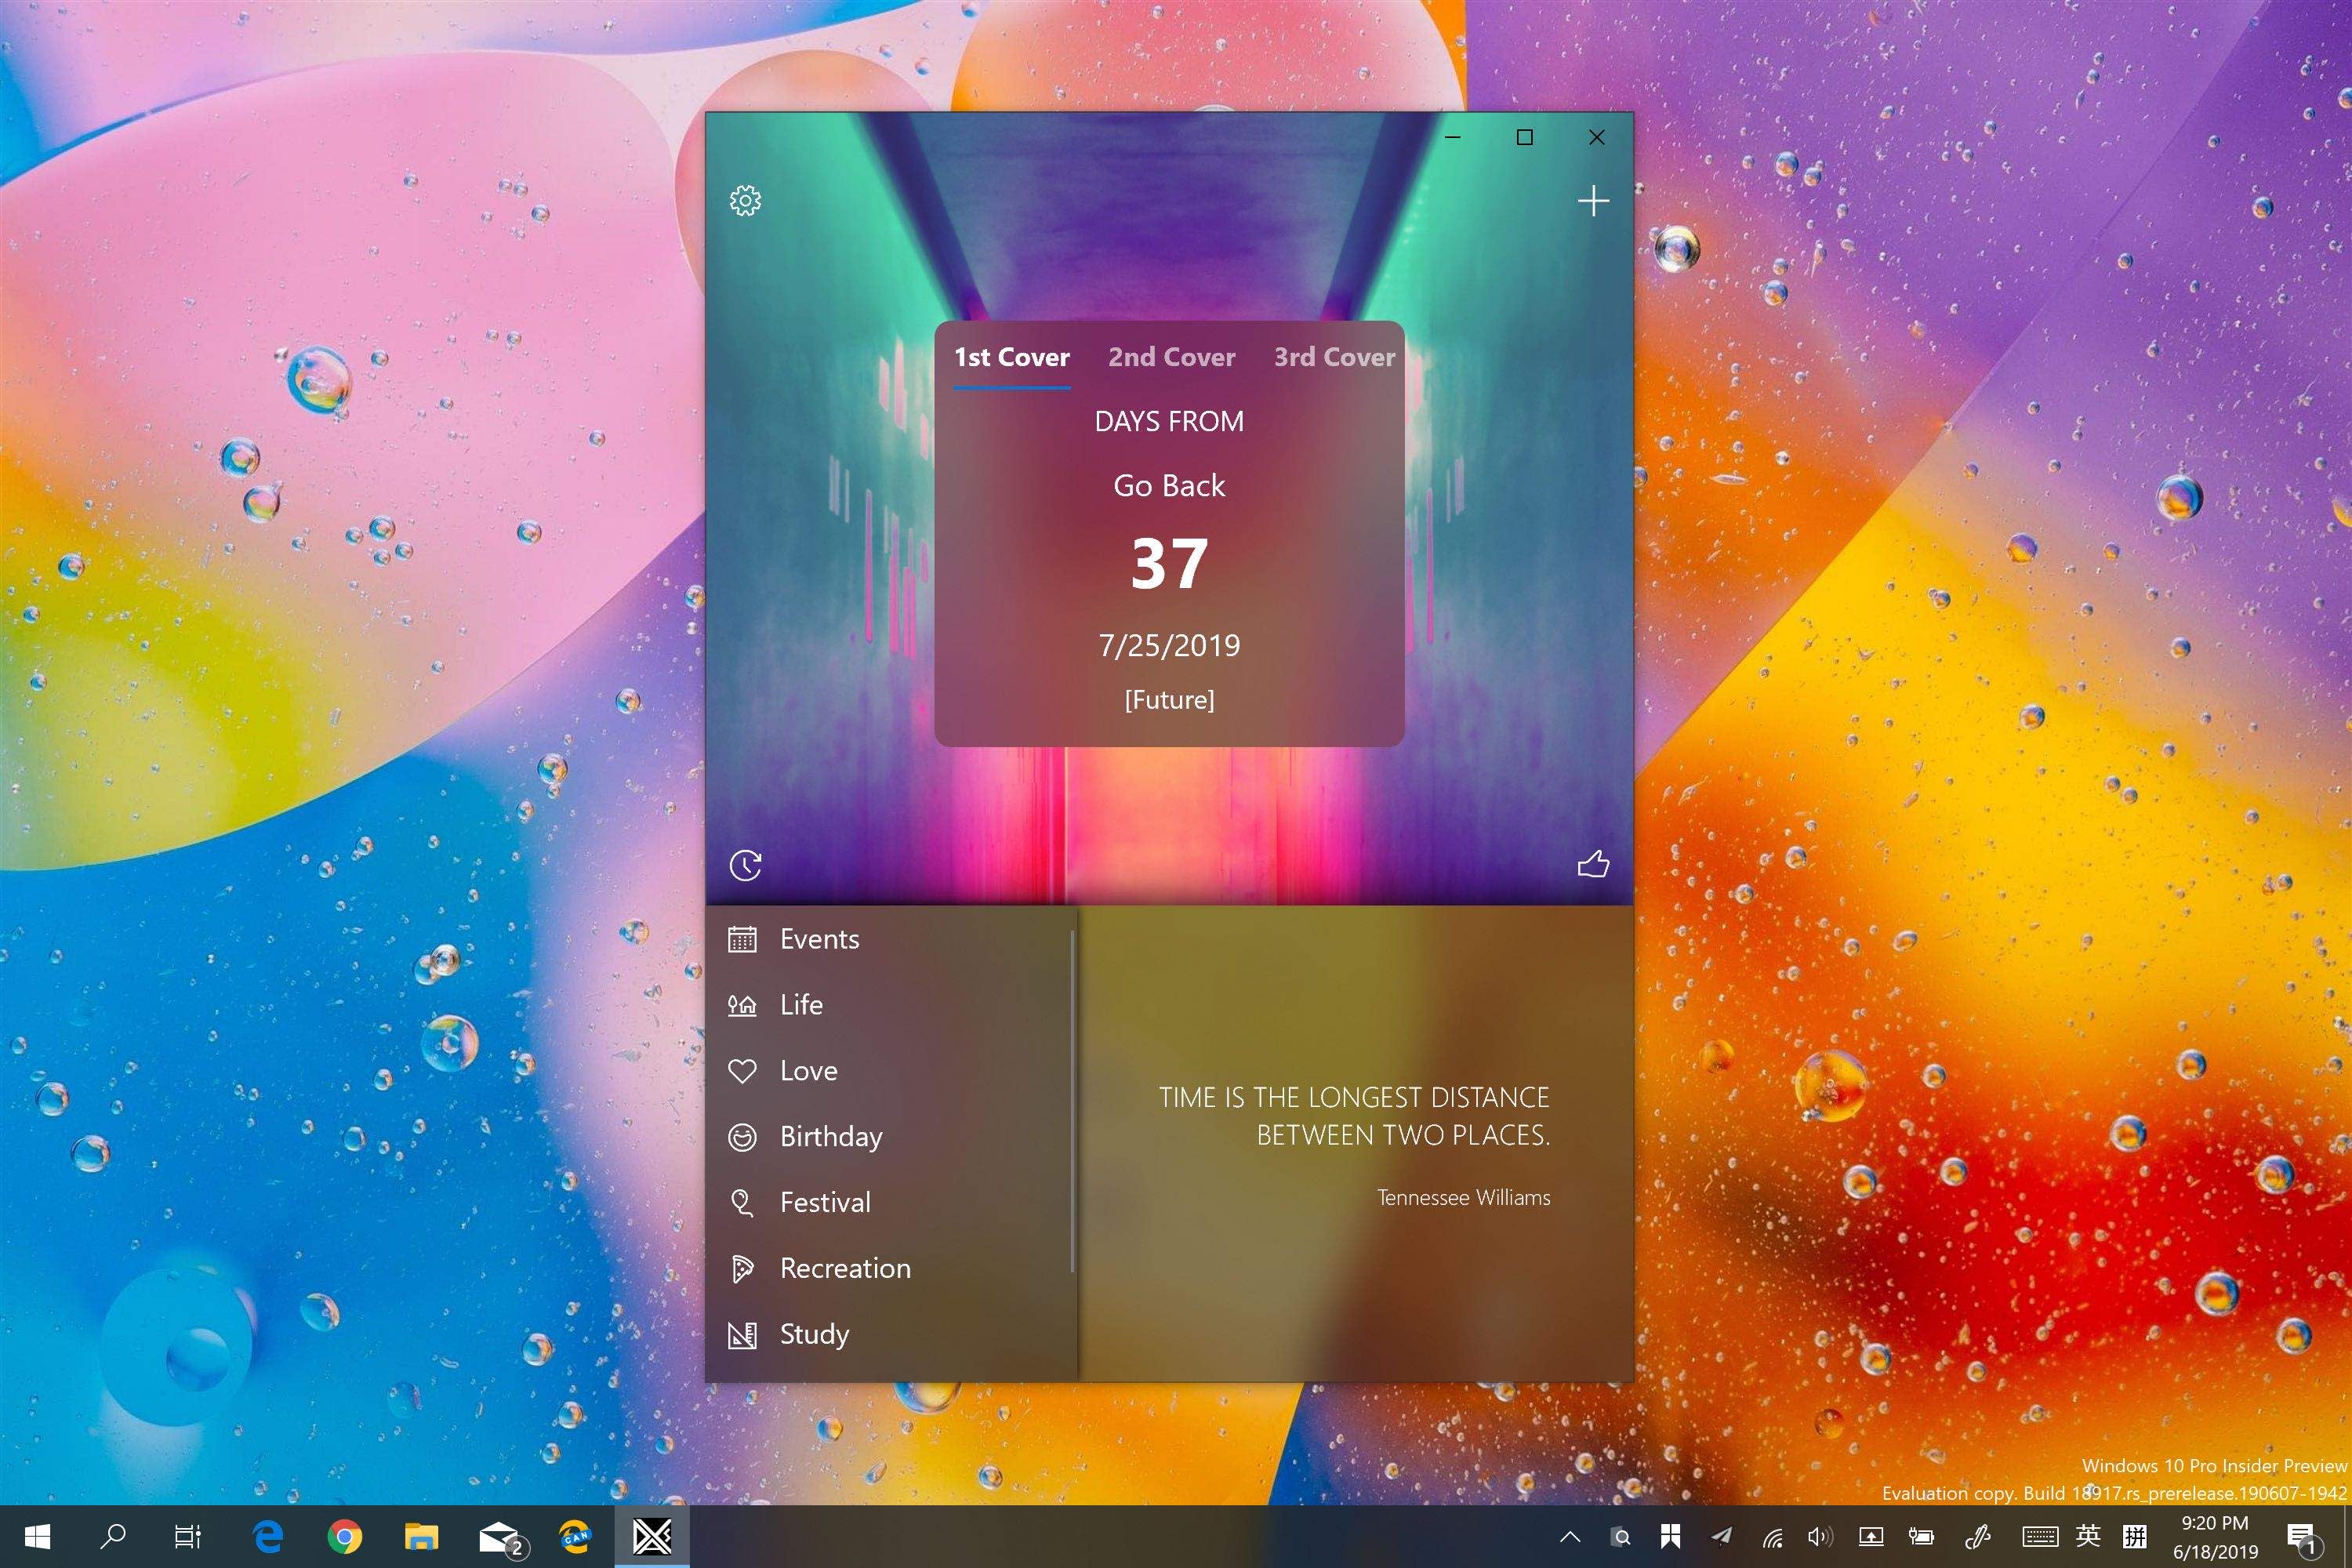 1st Cover 2nd Cover 3rd Cover
DAYS FROM
Go Back
37
7/25/2019
[Future]
Events
Life
Love
Birthday
Festival
Recreation
Study
TIME IS THE LONGEST DISTANCE
BETWEEN TWO PLACES.
Tennessee Williams
Windows 10 Pro Insider Preview
Evaluation copy. Build 18917.rs_prerelease.190607-1942
2
CAN
英
拼
9:20 PM
6/18/2019
1